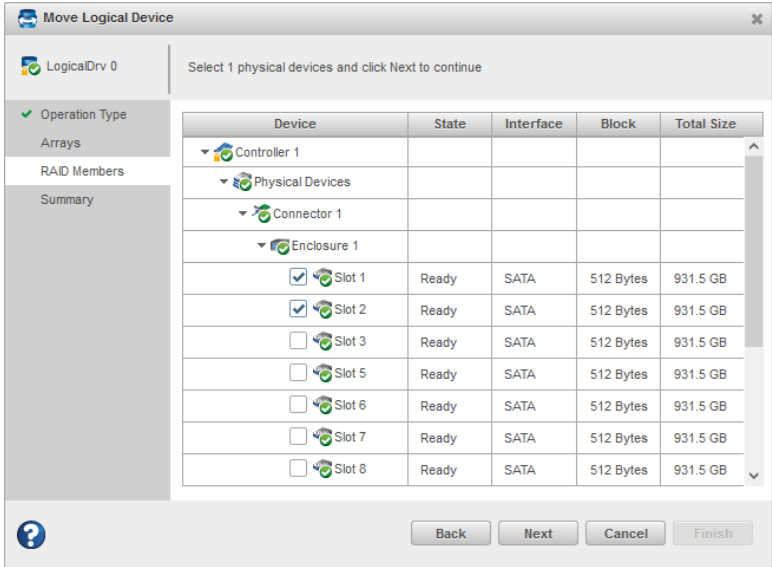 Move Logical Device
LogicalDrv 0
Select 1 physical devices and click Next to continue
Operation Type
Arrays
RAID Members
Summary
Device State Interface Block Total Size
Controller 1
Physical Devices
Connector 1
Enclosure 1
Slot 1 Ready SATA 512 Bytes 931.5 GB
Slot 2 Ready SATA 512 Bytes 931.5 GB
Slot 3 Ready SATA 512 Bytes 931.5 GB
Slot 5 Ready SATA 512 Bytes 931.5 GB
Slot 6 Ready SATA 512 Bytes 931.5 GB
Slot 7 Ready SATA 512 Bytes 931.5 GB
Slot 8 Ready SATA 512 Bytes 931.5 GB
? Back Next Cancel Finish